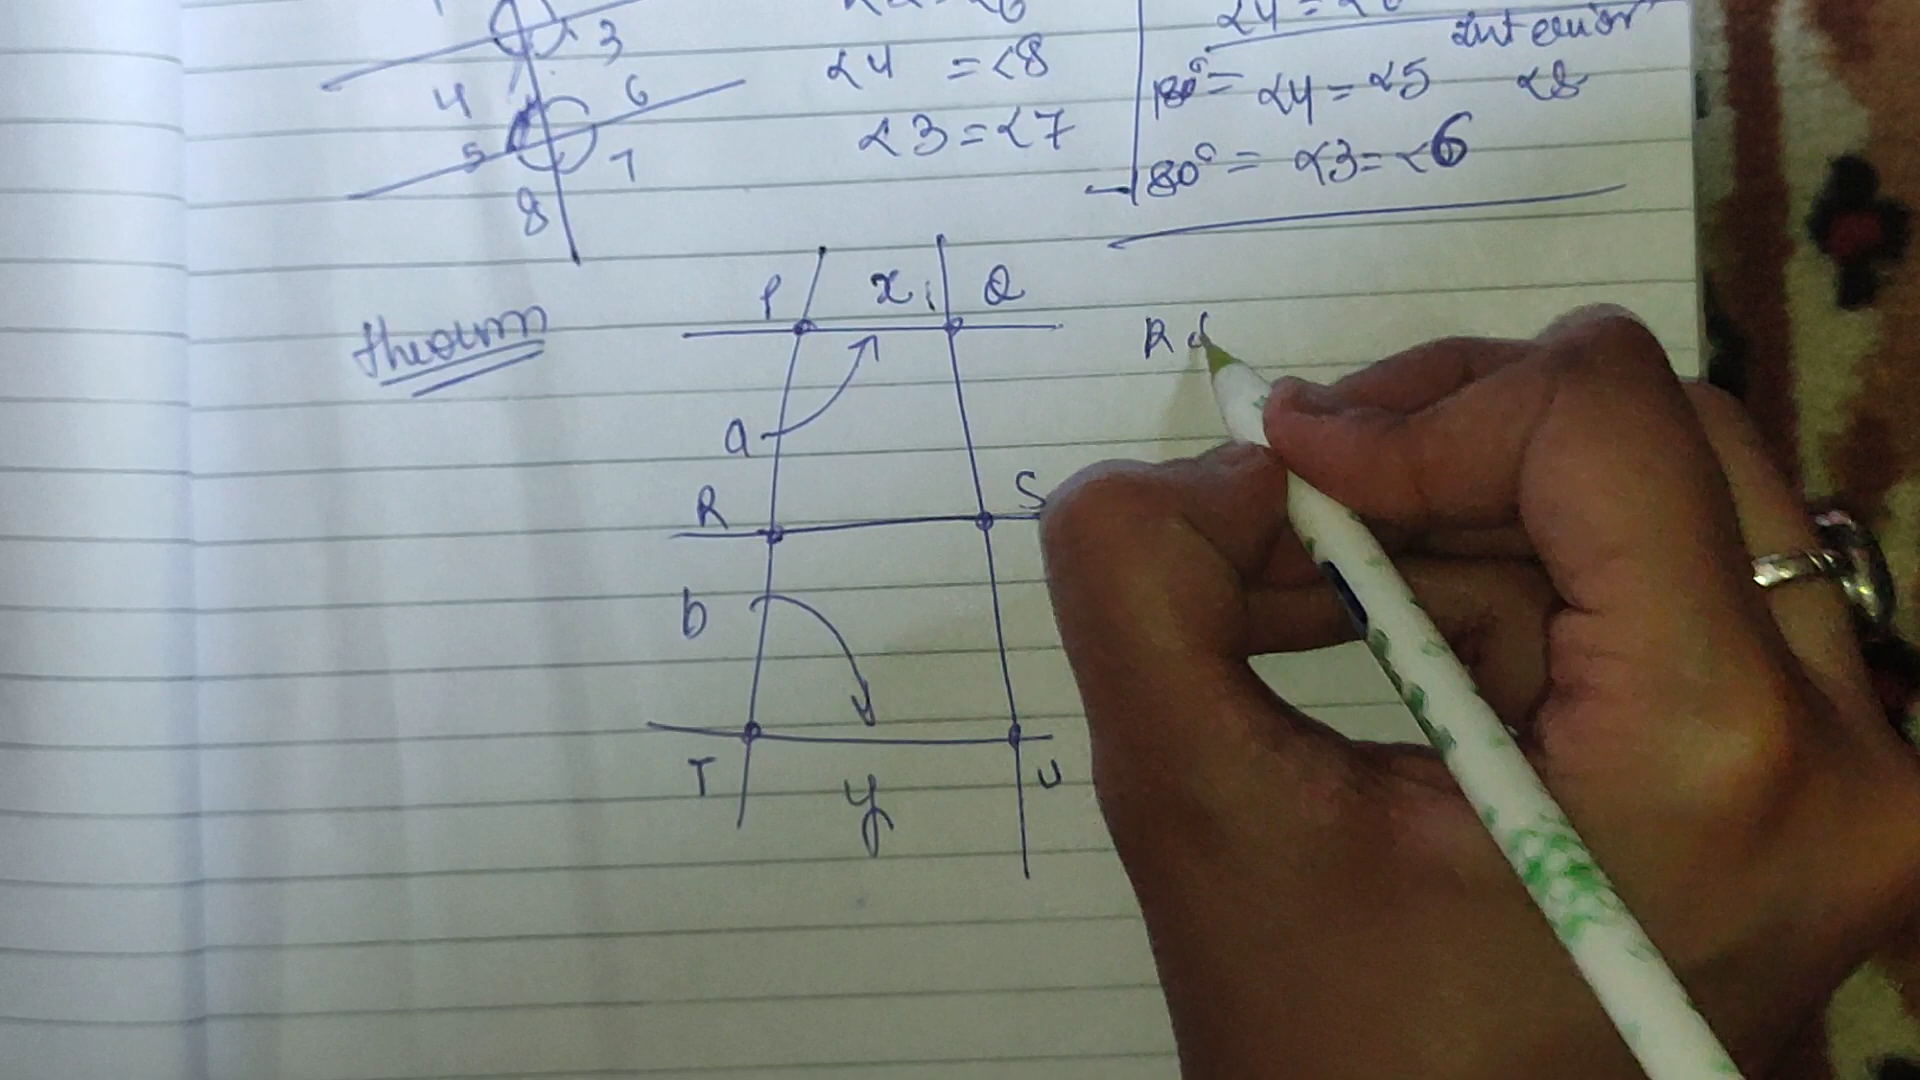 3
4
6
5
7
8
<4 = <8
<3 = <7
Interior
180° = <4 = <5 <8
180° = <3 = <6
theorm
P x Q
a
R S
b
T U
y
R